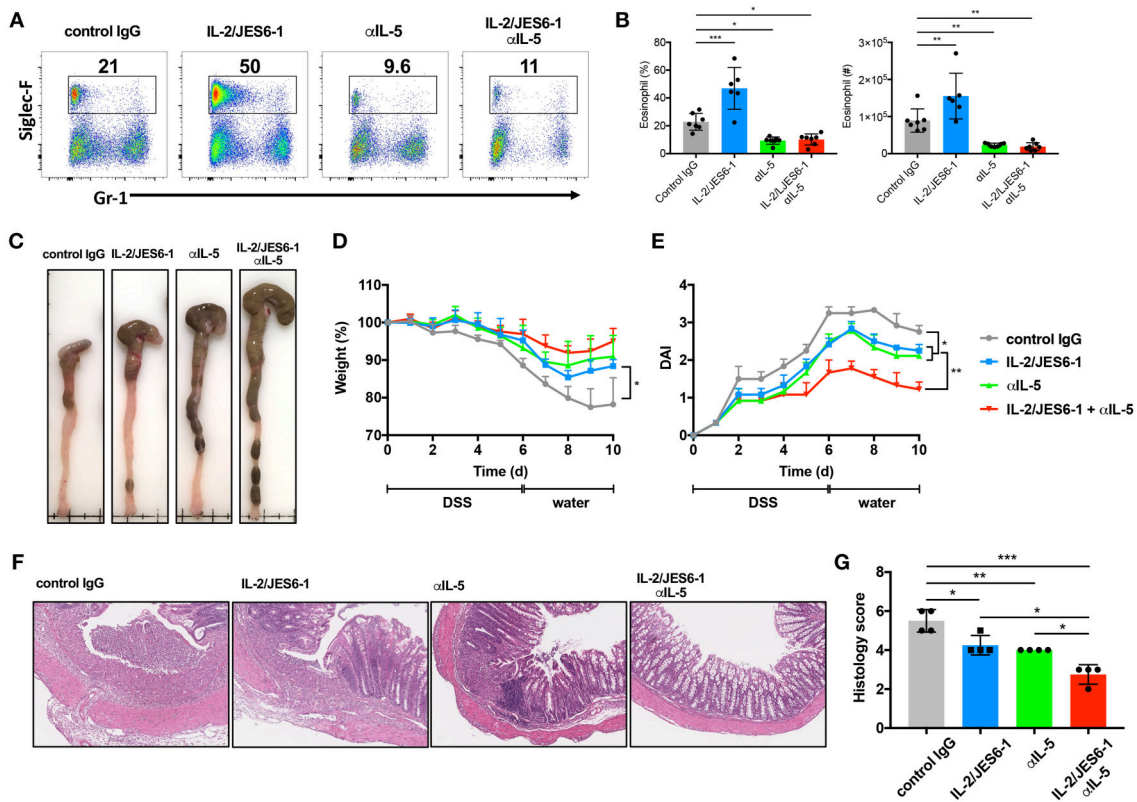 A
control IgG
IL-2/JES6-1
αIL-5
IL-2/JES6-1
αIL-5
21
50
9.6
11
Siglec-F
Gr-1
B
Eosinophil (%)
80
60
40
20
0
*
*
***
Control IgG
IL-2/JES6-1
αIL-5
IL-2/LJES6-1
αIL-5
Eosinophil (#)
3×10⁵
2×10⁵
1×10⁵
0
**
**
**
Control IgG
IL-2/JES6-1
αIL-5
IL-2/LJES6-1
αIL-5
C
control IgG
IL-2/JES6-1
αIL-5
IL-2/JES6-1
αIL-5
D
Weight (%)
110
100
90
80
70
0 2 4 6 8 10
Time (d)
DSS
water
*
E
DAI
4
3
2
1
0
0 2 4 6 8 10
Time (d)
DSS
water
*
**
control IgG
IL-2/JES6-1
αIL-5
IL-2/JES6-1 + αIL-5
F
control IgG
IL-2/JES6-1
αIL-5
IL-2/JES6-1
αIL-5
G
Histology score
8
6
4
2
0
***
**
*
*
*
control IgG
IL-2/JES6-1
αIL-5
IL-2/JES6-1
αIL-5